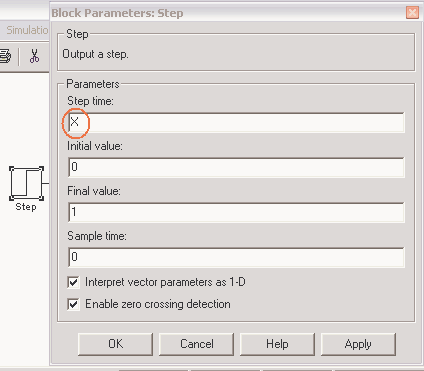 Block Parameters: Step
Simulatio
Step
Output a step.
Parameters
Step time:
X
Initial value:
0
Final value:
1
Sample time:
0
Interpret vector parameters as 1-D
Enable zero crossing detection
OK Cancel Help Apply
Step